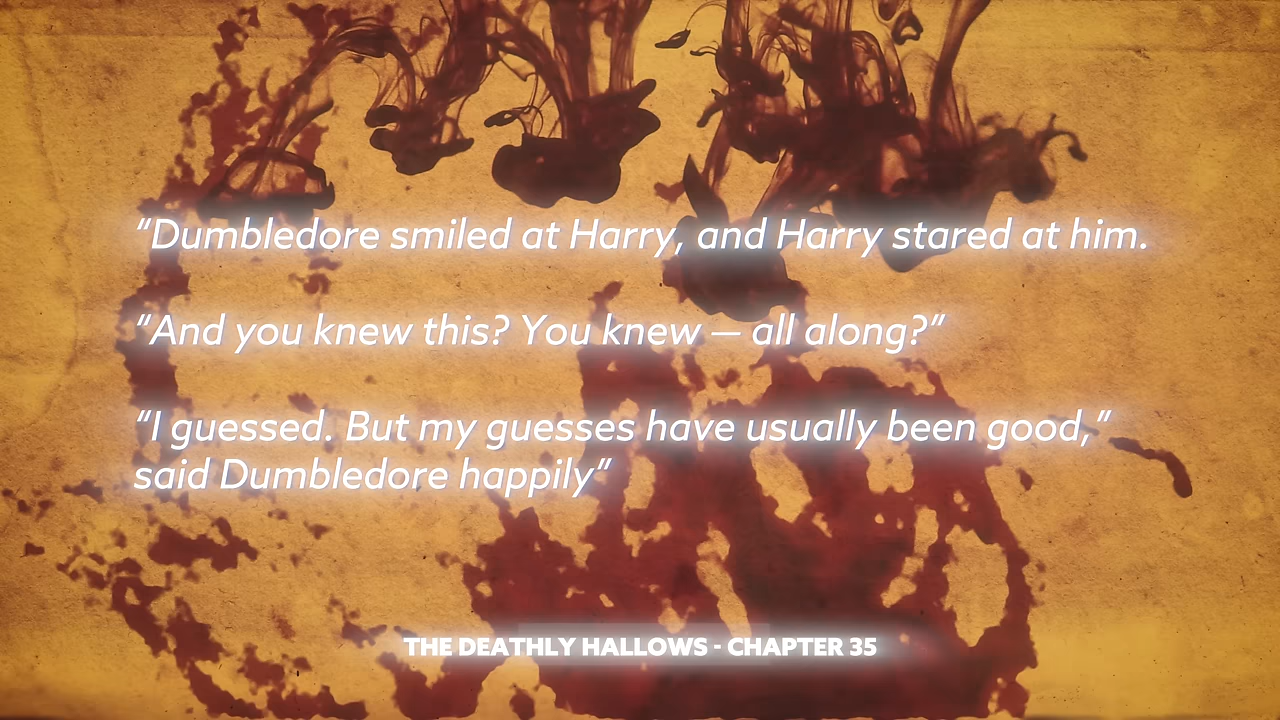 “Dumbledore smiled at Harry, and Harry stared at him.
“And you knew this? You knew – all along?”
“I guessed. But my guesses have usually been good,”
said Dumbledore happily”
THE DEATHLY HALLOWS - CHAPTER 35